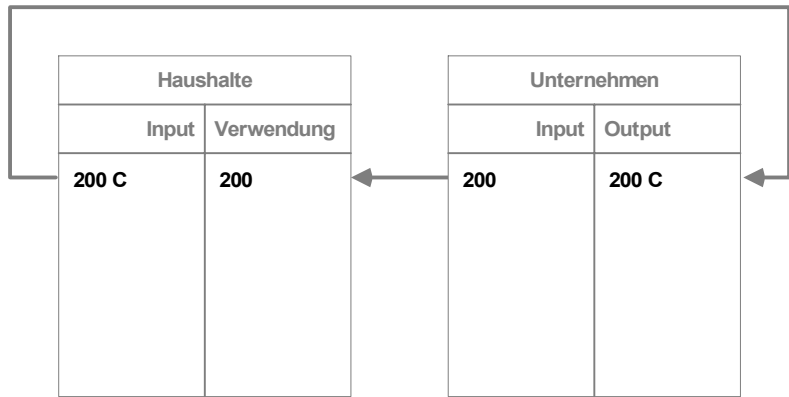 Haushalte
Unternehmen
Input Verwendung
Input Output
200 C 200
200 200 C